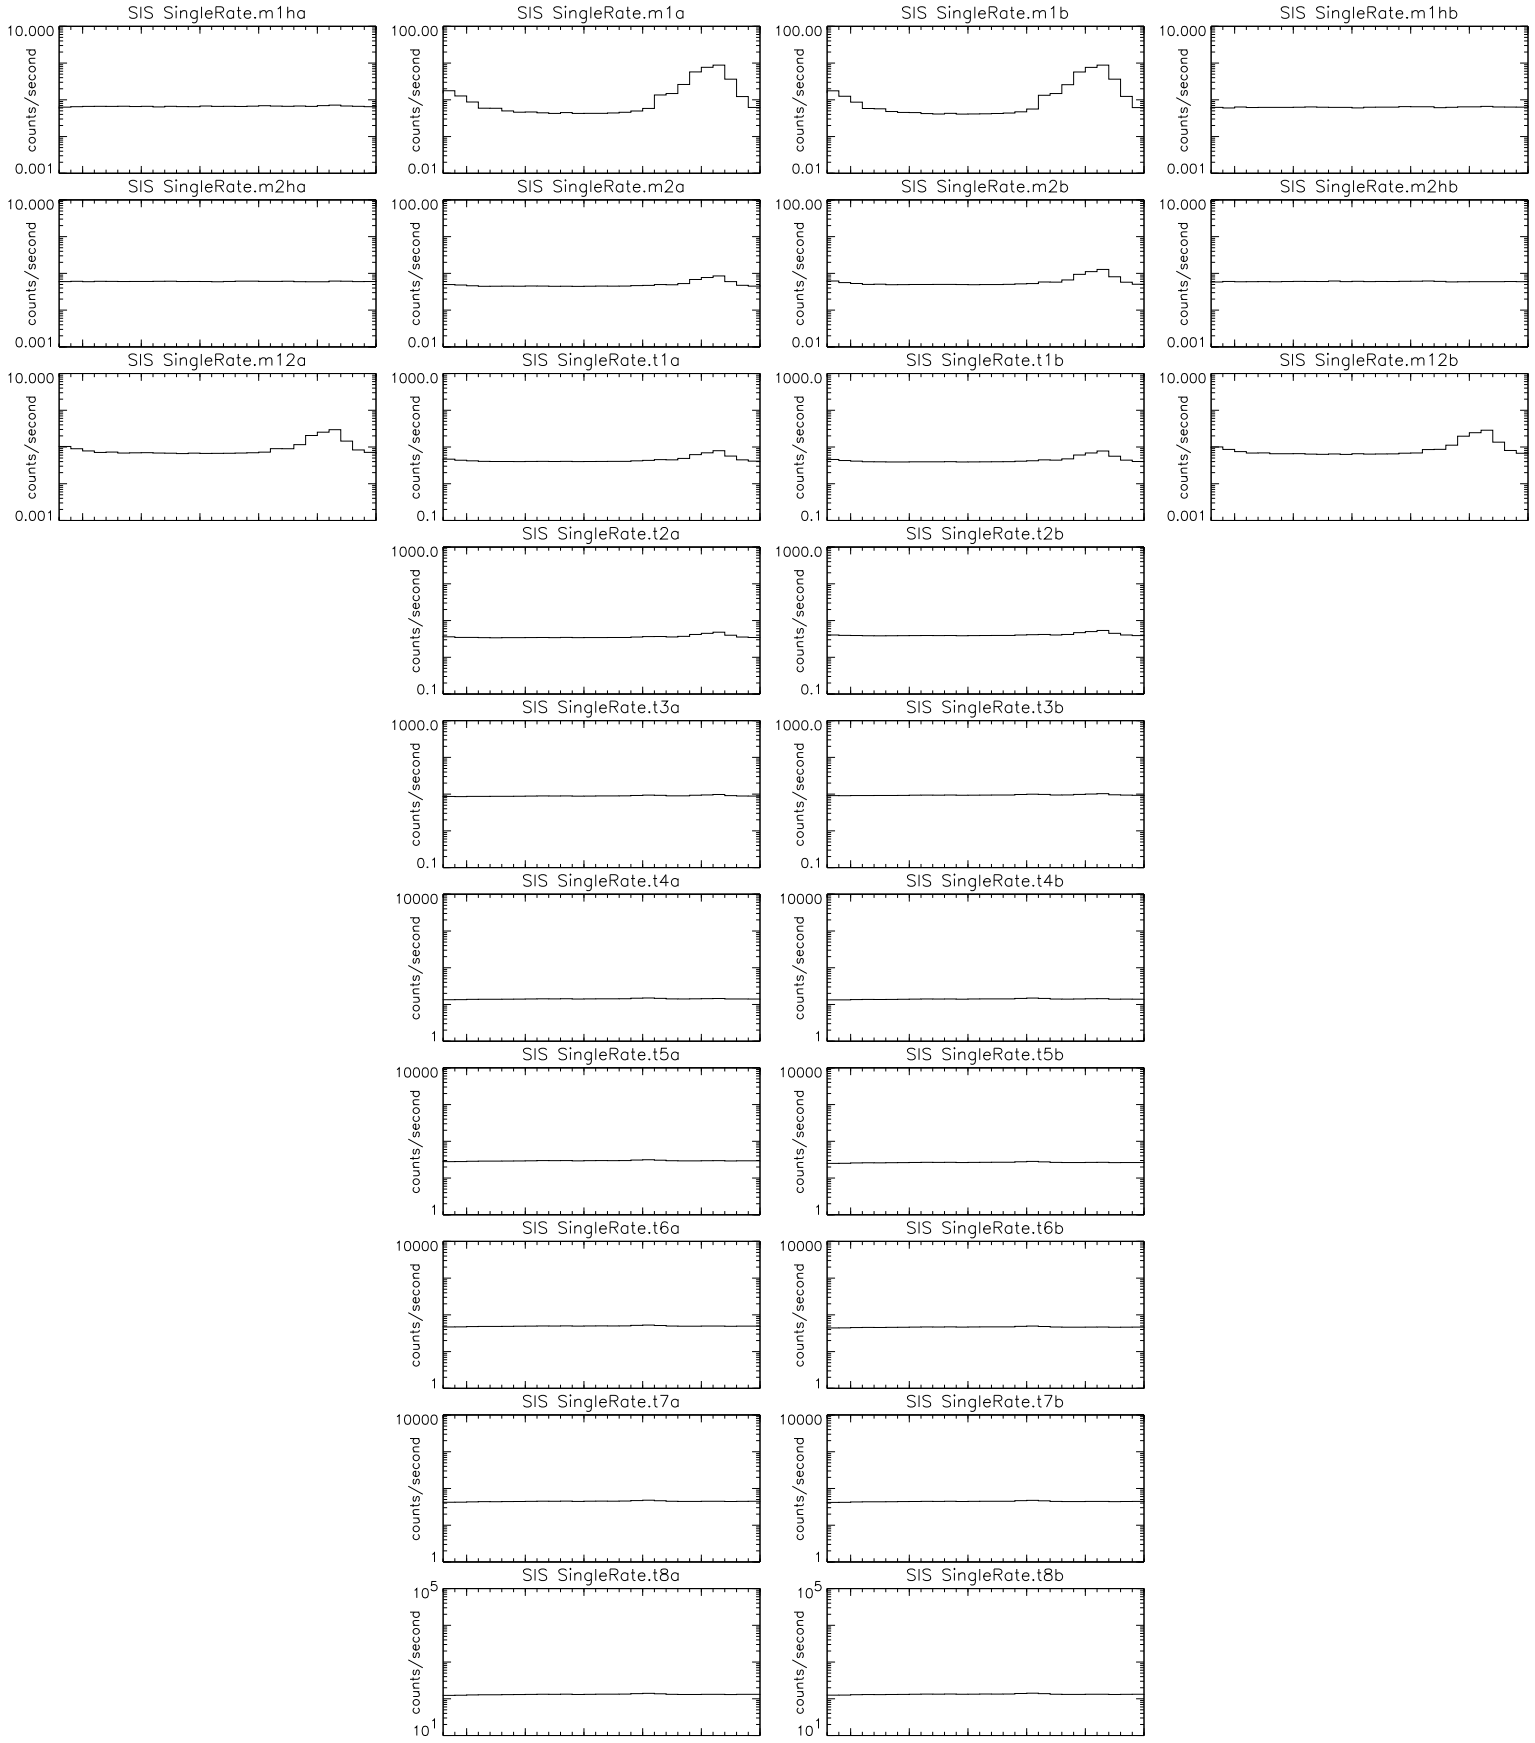 SIS SingleRate.m1ha
10.000
counts/second
0.001
SIS SingleRate.m1a
100.00
counts/second
0.01
SIS SingleRate.m1b
100.00
counts/second
0.01
SIS SingleRate.m1hb
10.000
counts/second
0.001
SIS SingleRate.m2ha
10.000
counts/second
0.001
SIS SingleRate.m2a
100.00
counts/second
0.01
SIS SingleRate.m2b
100.00
counts/second
0.01
SIS SingleRate.m2hb
10.000
counts/second
0.001
SIS SingleRate.m12a
10.000
counts/second
0.001
SIS SingleRate.t1a
1000.0
counts/second
0.1
SIS SingleRate.t1b
1000.0
counts/second
0.1
SIS SingleRate.m12b
10.000
counts/second
0.001
SIS SingleRate.t2a
1000.0
counts/second
0.1
SIS SingleRate.t2b
1000.0
counts/second
0.1
SIS SingleRate.t3a
1000.0
counts/second
0.1
SIS SingleRate.t3b
1000.0
counts/second
0.1
SIS SingleRate.t4a
10000
counts/second
1
SIS SingleRate.t4b
10000
counts/second
1
SIS SingleRate.t5a
10000
counts/second
1
SIS SingleRate.t5b
10000
counts/second
1
SIS SingleRate.t6a
10000
counts/second
1
SIS SingleRate.t6b
10000
counts/second
1
SIS SingleRate.t7a
10000
counts/second
1
SIS SingleRate.t7b
10000
counts/second
1
SIS SingleRate.t8a
10⁵
counts/second
10¹
SIS SingleRate.t8b
10⁵
counts/second
10¹